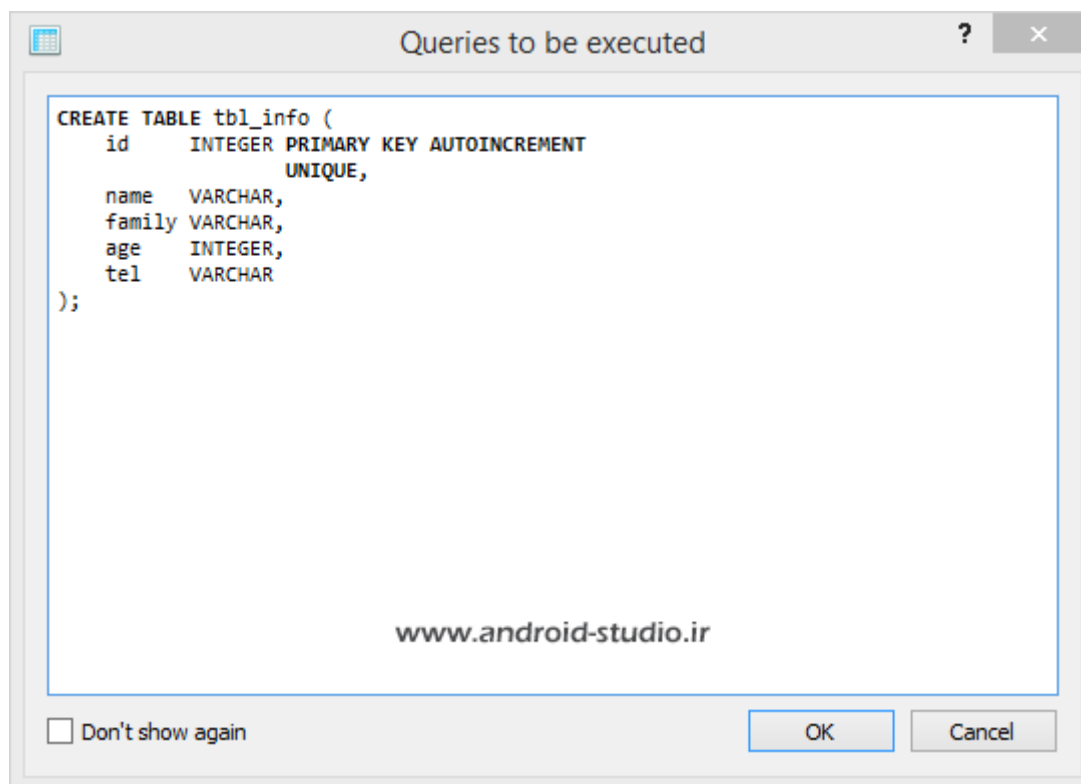 Queries to be executed
?
CREATE TABLE tbl_info (
    id     INTEGER PRIMARY KEY AUTOINCREMENT
                   UNIQUE,
    name   VARCHAR,
    family VARCHAR,
    age    INTEGER,
    tel    VARCHAR
);
www.android-studio.ir
Don't show again
OK
Cancel